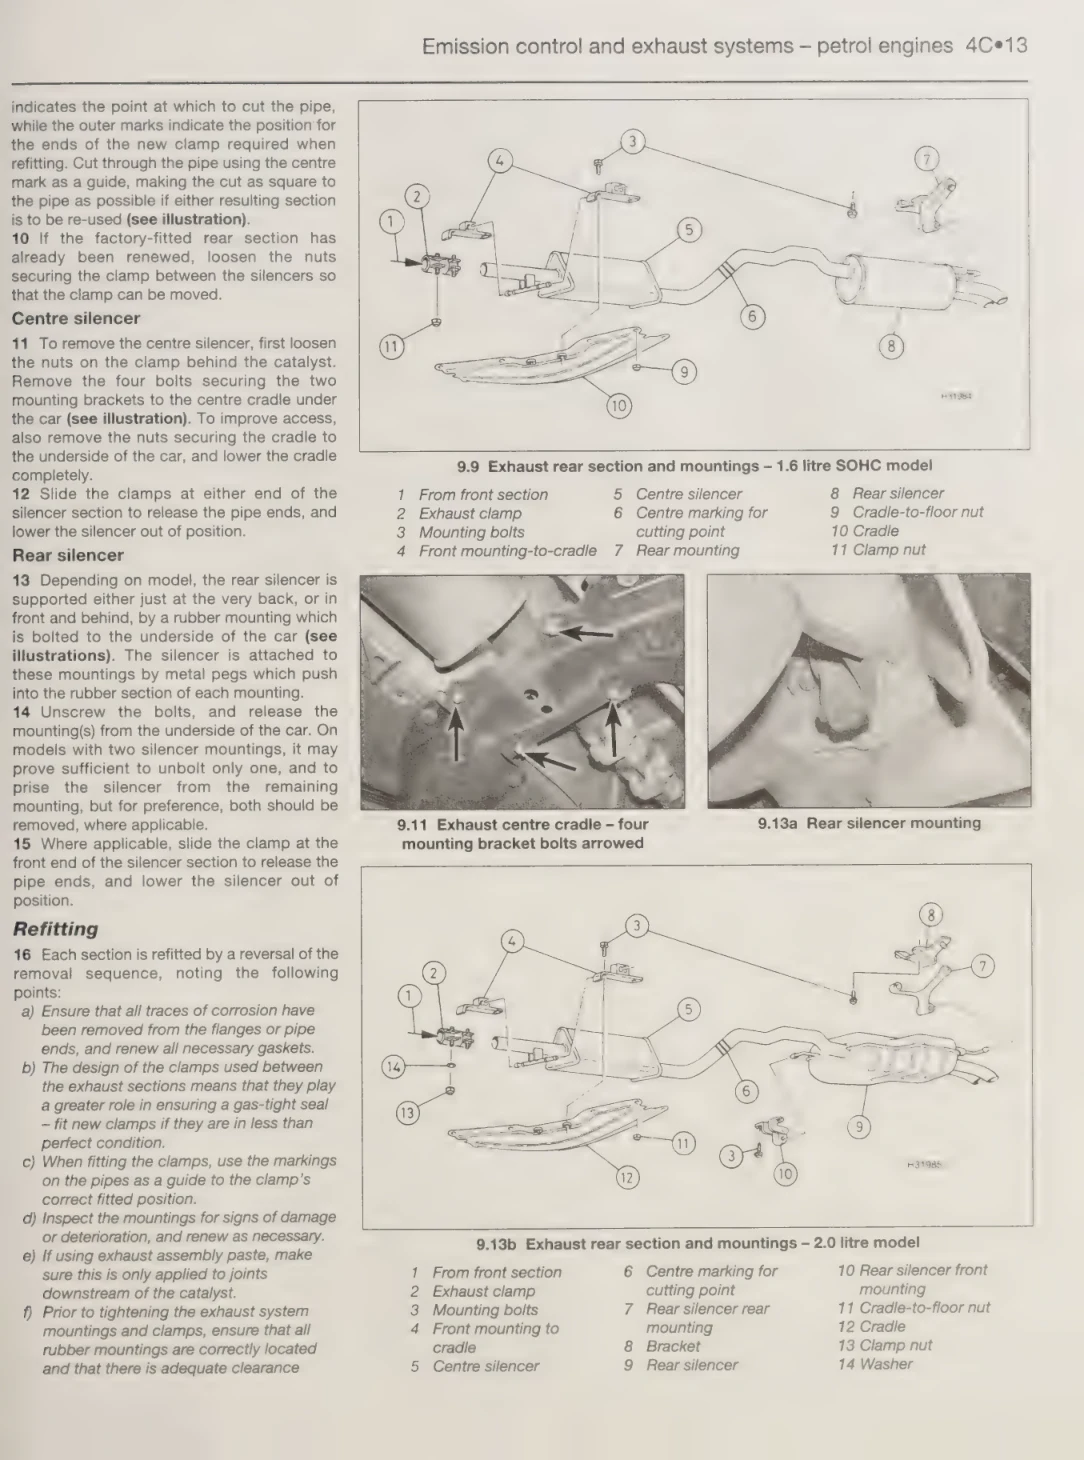 Emission control and exhaust systems – petrol engines 4C•13
indicates the point at which to cut the pipe,
while the outer marks indicate the position for
the ends of the new clamp required when
refitting. Cut through the pipe using the centre
mark as a guide, making the cut as square to
the pipe as possible if either resulting section
is to be re-used (see illustration).
10 If the factory-fitted rear section has
already been renewed, loosen the nuts
securing the clamp between the silencers so
that the clamp can be moved.
Centre silencer
11 To remove the centre silencer, first loosen
the nuts on the clamp behind the catalyst.
Remove the four bolts securing the two
mounting brackets to the centre cradle under
the car (see illustration). To improve access,
also remove the nuts securing the cradle to
the underside of the car, and lower the cradle
completely.
12 Slide the clamps at either end of the
silencer section to release the pipe ends, and
lower the silencer out of position.
Rear silencer
13 Depending on model, the rear silencer is
supported either just at the very back, or in
front and behind, by a rubber mounting which
is bolted to the underside of the car (see
illustrations). The silencer is attached to
these mountings by metal pegs which push
into the rubber section of each mounting.
14 Unscrew the bolts, and release the
mounting(s) from the underside of the car. On
models with two silencer mountings, it may
prove sufficient to unbolt only one, and to
prise the silencer from the remaining
mounting, but for preference, both should be
removed, where applicable.
15 Where applicable, slide the clamp at the
front end of the silencer section to release the
pipe ends, and lower the silencer out of
position.
Refitting
16 Each section is refitted by a reversal of the
removal sequence, noting the following
points:
a) Ensure that all traces of corrosion have
been removed from the flanges or pipe
ends, and renew all necessary gaskets.
b) The design of the clamps used between
the exhaust sections means that they play
a greater role in ensuring a gas-tight seal
– fit new clamps if they are in less than
perfect condition.
c) When fitting the clamps, use the markings
on the pipes as a guide to the clamp's
correct fitted position.
d) Inspect the mountings for signs of damage
or deterioration, and renew as necessary.
e) If using exhaust assembly paste, make
sure this is only applied to joints
downstream of the catalyst.
f) Prior to tightening the exhaust system
mountings and clamps, ensure that all
rubber mountings are correctly located
and that there is adequate clearance
3
4
7
2
1
5
6
11
8
9
10
9.9 Exhaust rear section and mountings – 1.6 litre SOHC model
1 From front section
2 Exhaust clamp
3 Mounting bolts
4 Front mounting-to-cradle
5 Centre silencer
6 Centre marking for
cutting point
7 Rear mounting
8 Rear silencer
9 Cradle-to-floor nut
10 Cradle
11 Clamp nut
9.11 Exhaust centre cradle – four
mounting bracket bolts arrowed
9.13a Rear silencer mounting
8
3
4
7
2
1
5
14
6
13
9
11
3
12
10
H31985
9.13b Exhaust rear section and mountings – 2.0 litre model
1 From front section
2 Exhaust clamp
3 Mounting bolts
4 Front mounting to
cradle
5 Centre silencer
6 Centre marking for
cutting point
7 Rear silencer rear
mounting
8 Bracket
9 Rear silencer
10 Rear silencer front
mounting
11 Cradle-to-floor nut
12 Cradle
13 Clamp nut
14 Washer